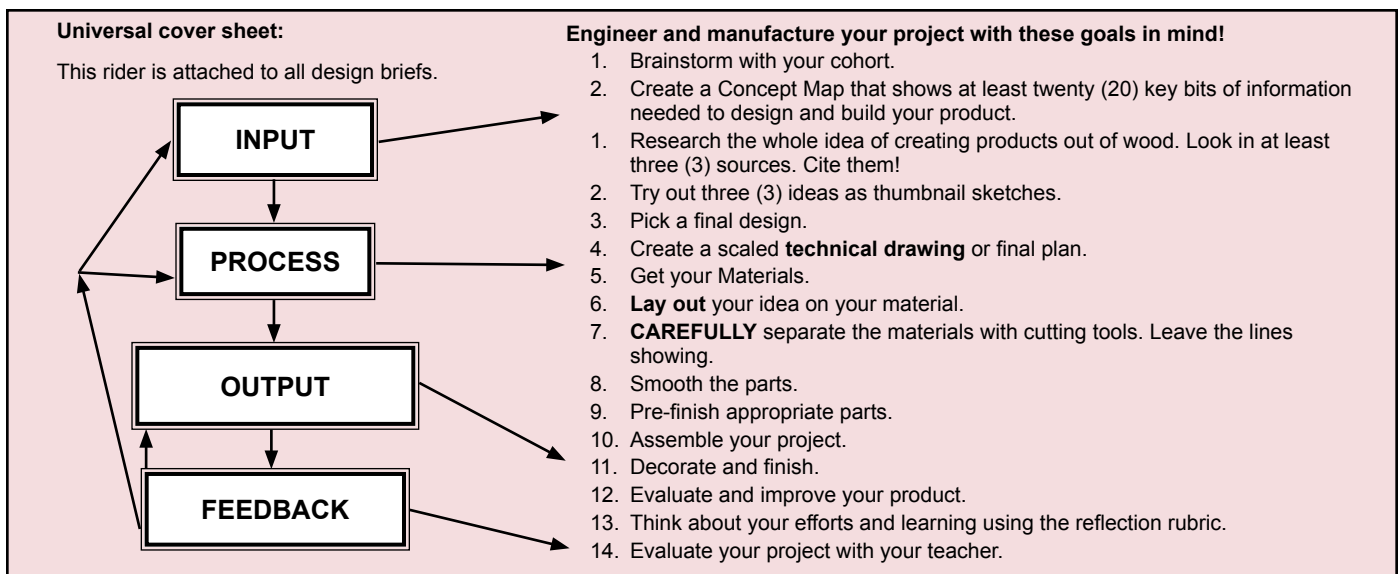 Universal cover sheet:
This rider is attached to all design briefs.
INPUT
PROCESS
OUTPUT
FEEDBACK
Engineer and manufacture your project with these goals in mind!
1. Brainstorm with your cohort.
2. Create a Concept Map that shows at least twenty (20) key bits of information
needed to design and build your product.
1. Research the whole idea of creating products out of wood. Look in at least
three (3) sources. Cite them!
2. Try out three (3) ideas as thumbnail sketches.
3. Pick a final design.
4. Create a scaled technical drawing or final plan.
5. Get your Materials.
6. Lay out your idea on your material.
7. CAREFULLY separate the materials with cutting tools. Leave the lines
showing.
8. Smooth the parts.
9. Pre-finish appropriate parts.
10. Assemble your project.
11. Decorate and finish.
12. Evaluate and improve your product.
13. Think about your efforts and learning using the reflection rubric.
14. Evaluate your project with your teacher.